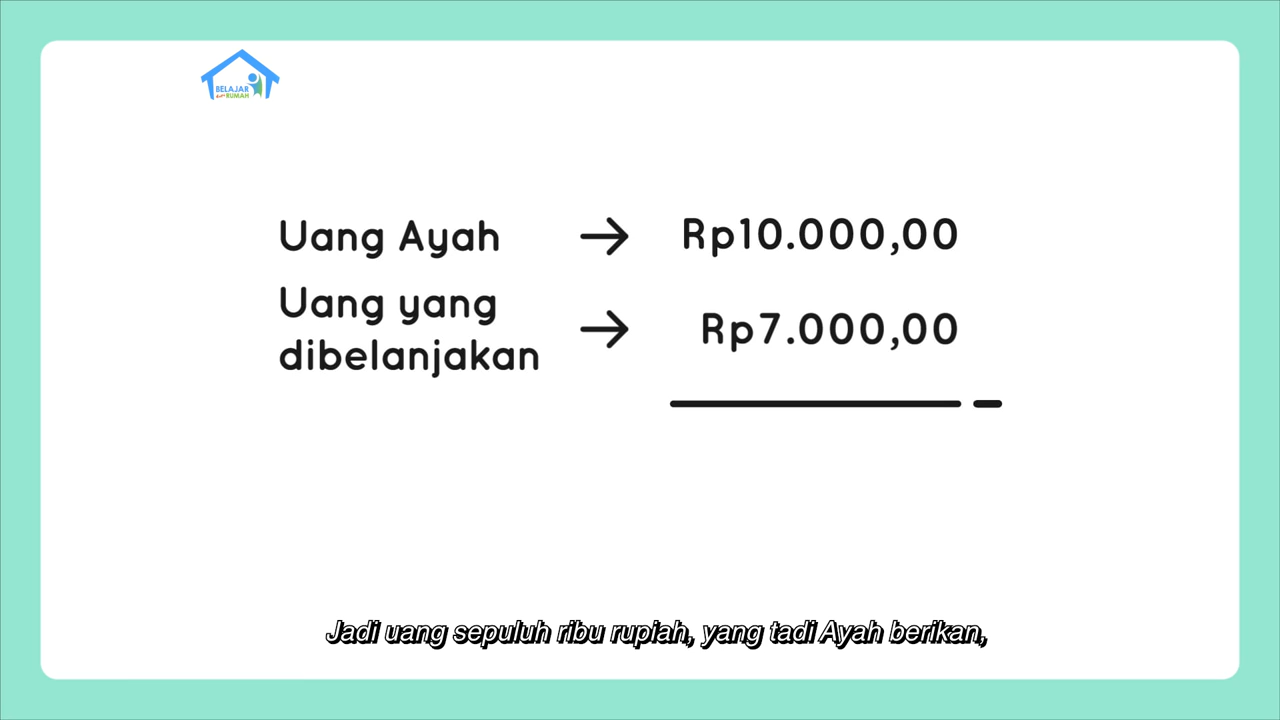 BELAJAR
dari RUMAH
Uang Ayah → Rp10.000,00
Uang yang
dibelanjakan → Rp7.000,00
Jadi uang sepuluh ribu rupiah, yang tadi Ayah berikan,